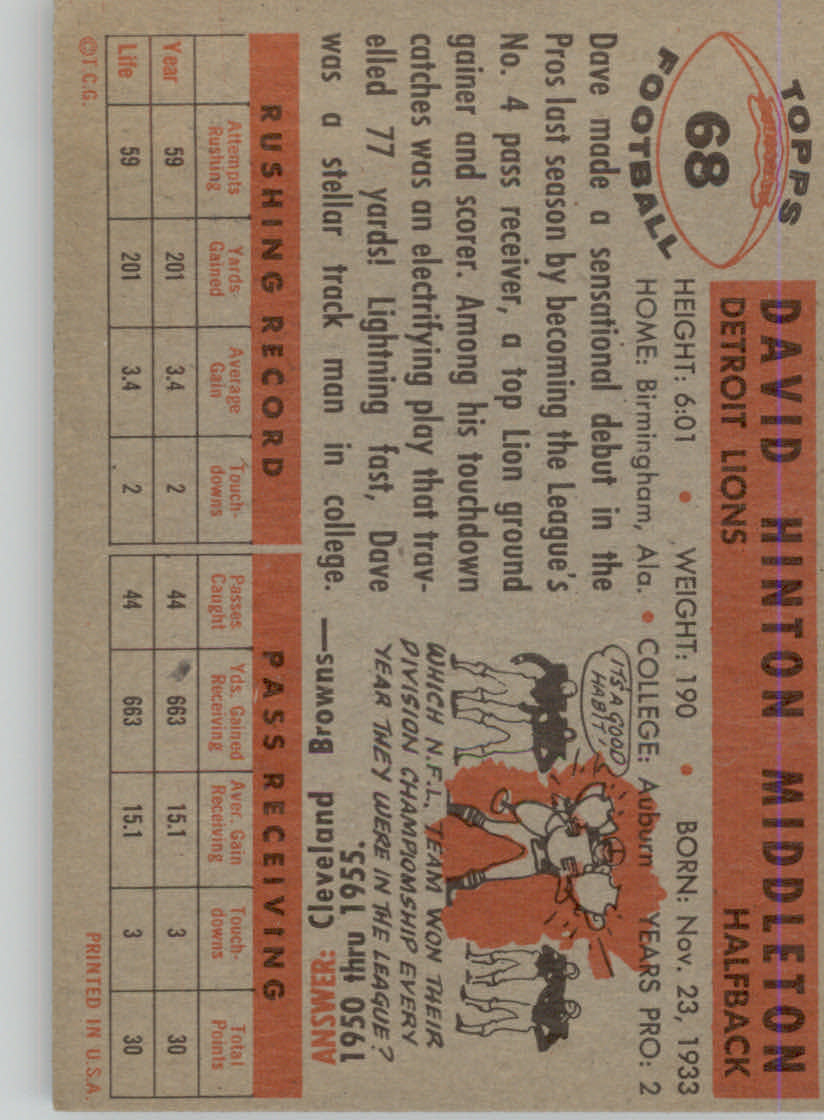 TOPPS
68
FOOTBALL
DAVID HINTON MIDDLETON
DETROIT LIONS HALFBACK
HEIGHT: 6:01 • WEIGHT: 190 • BORN: Nov. 23, 1933
HOME: Birmingham, Ala. • COLLEGE: Auburn YEARS PRO: 2
Dave made a sensational debut in the
Pros last season by becoming the League's
No. 4 pass receiver, a top Lion ground
gainer and scorer. Among his touchdown
catches was an electrifying play that trav-
elled 77 yards! Lightning fast, Dave
was a stellar track man in college.
IT'S A GOOD
HABIT!
WHICH N.F.L. TEAM WON THEIR
DIVISION CHAMPIOMSHIP EVERY
YEAR THEY WERE IN THE LEAGUE?
ANSWER: Cleveland Browns—
1950 thru 1955.
RUSHING RECORD PASS RECEIVING
Attempts Rushing Yards Gained Average Gain Touch-downs Passes Caught Yds. Gained Receiving Aver. Gain Receiving Touch-downs Total Points
Year 59 201 3.4 2 44 663 15.1 3 30
Life 59 201 3.4 2 44 663 15.1 3 30
©T.C.G. PRINTED IN U.S.A.